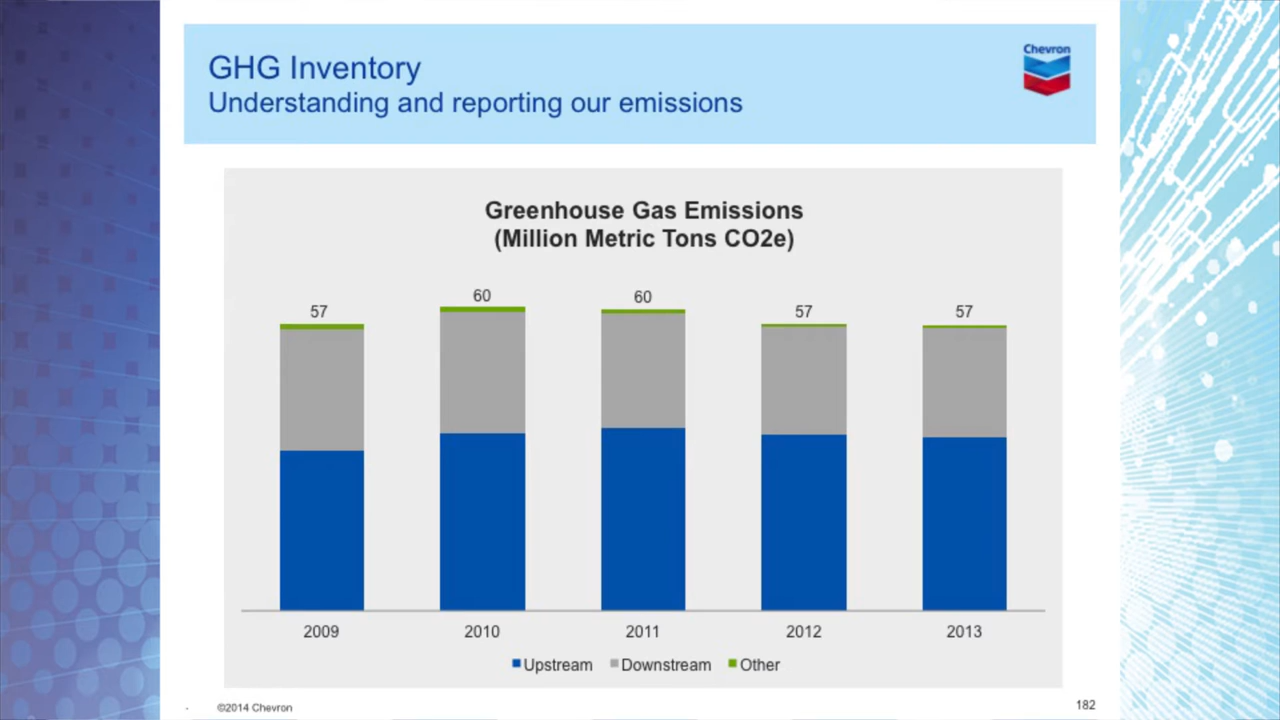 GHG Inventory
Understanding and reporting our emissions
Chevron
Greenhouse Gas Emissions
(Million Metric Tons CO2e)
57
60
60
57
57
2009
2010
2011
2012
2013
Upstream
Downstream
Other
©2014 Chevron
182